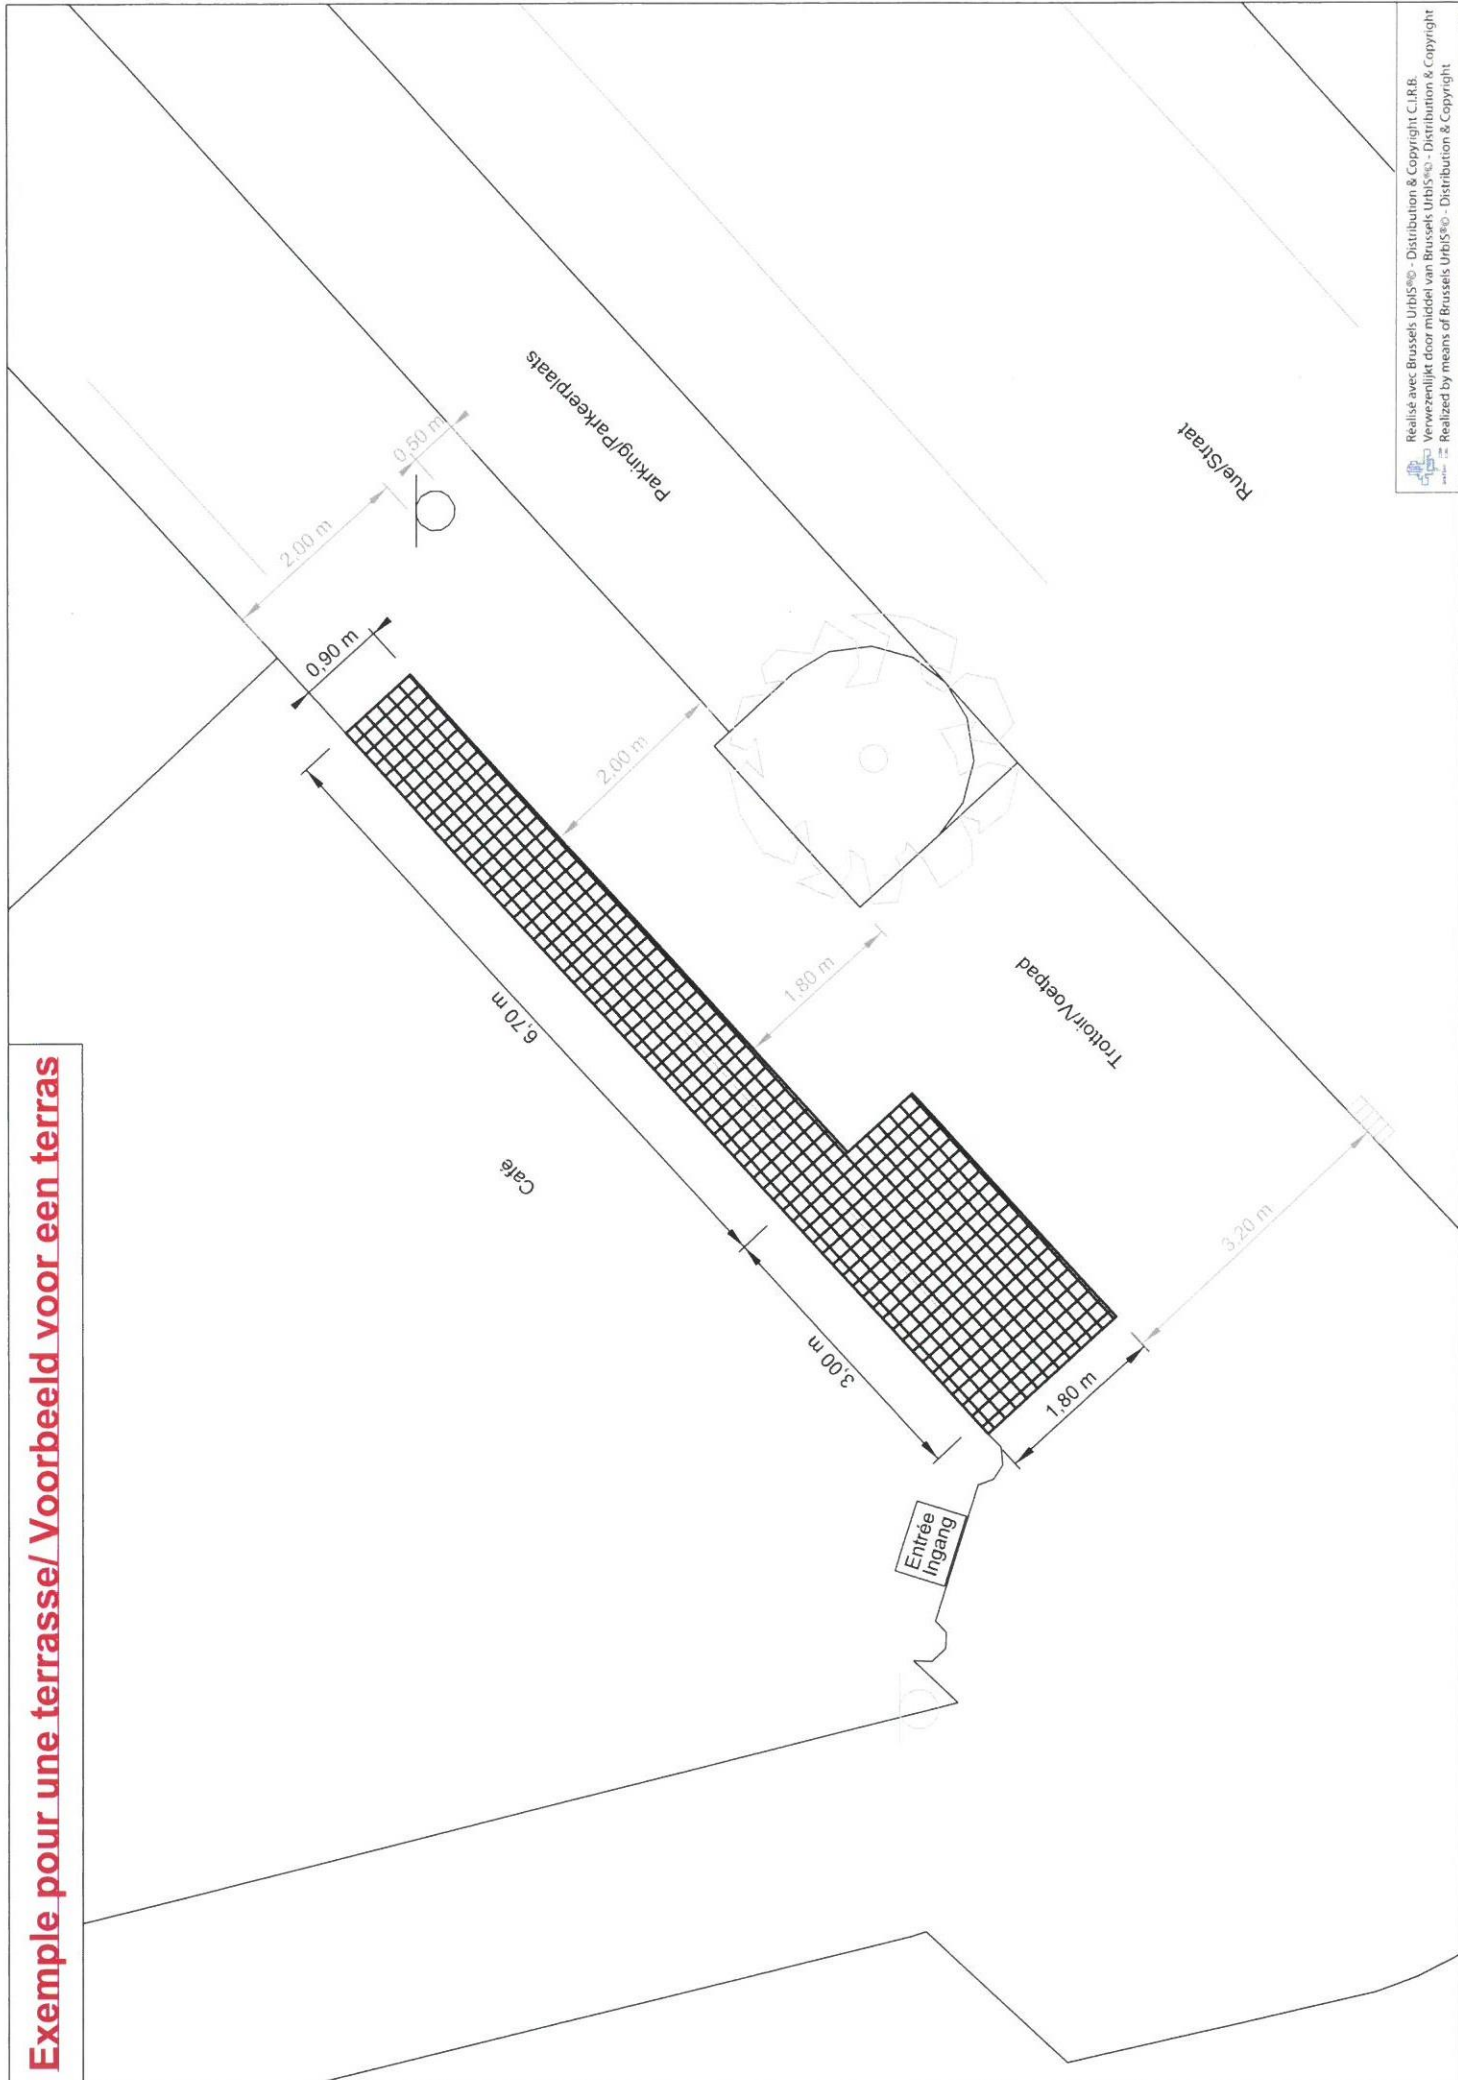 Exemple pour une terrasse/ Voorbeeld voor een terras
2.00 m
0,50 m
0,90 m
Parking/Parkeerplaats
2,00 m
Rue/Straat
6,70 m
1,80 m
Café
Trottoir/Voetpad
3,00 m
3,20 m
1,80 m
Entrée
Ingang
Réalisé avec Brussels UrbIS®© - Distribution & Copyright C.I.R.B.
Verwezenlijkt door middel van Brussels UrbIS®© - Distribution & Copyright
Realized by means of Brussels UrbIS®© - Distribution & Copyright